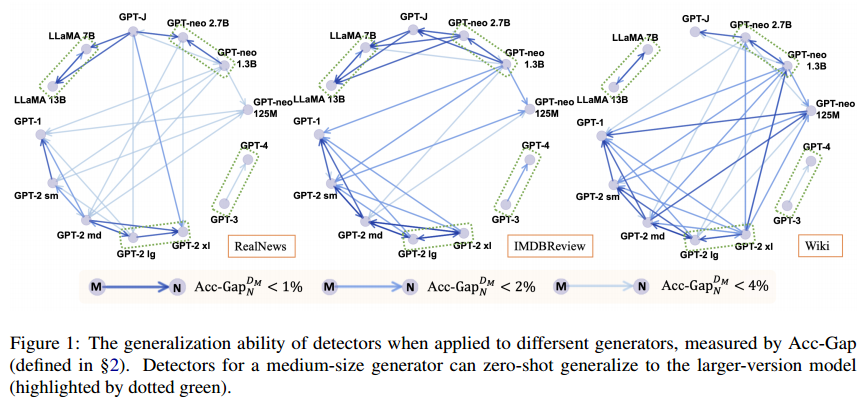 GPT-J
GPT-neo 2.7B
LLaMA 7B
GPT-neo
1.3B
LLaMA 13B
GPT-neo
125M
GPT-1
GPT-4
GPT-2 sm
GPT-3
GPT-2 md
GPT-2 lg
GPT-2 xl
RealNews
GPT-J
GPT-neo 2.7B
LLaMA 7B
GPT-neo
1.3B
LLaMA 13B
GPT-neo
125M
GPT-1
GPT-4
GPT-2 sm
GPT-3
GPT-2 md
GPT-2 lg
GPT-2 xl
IMDBReview
GPT-J
GPT-neo 2.7B
LLaMA 7B
GPT-neo
1.3B
LLaMA 13B
GPT-neo
125M
GPT-1
GPT-4
GPT-2 sm
GPT-3
GPT-2 md
GPT-2 lg
GPT-2 xl
Wiki
M N Acc-Gap_N^{D_M} < 1% M N Acc-Gap_N^{D_M} < 2% M N Acc-Gap_N^{D_M} < 4%
Figure 1: The generalization ability of detectors when applied to differsent generators, measured by Acc-Gap
(defined in §2). Detectors for a medium-size generator can zero-shot generalize to the larger-version model
(highlighted by dotted green).